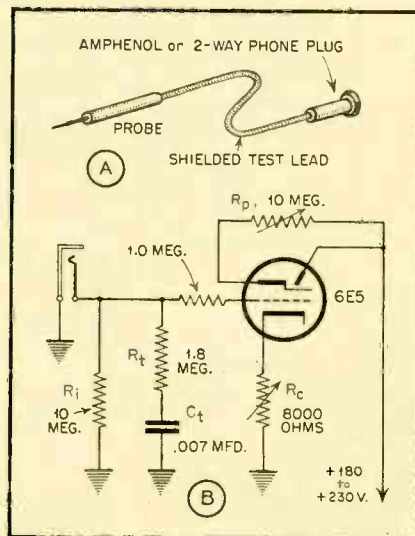 AMPHENOL or 2-WAY PHONE PLUG
PROBE
A
SHIELDED TEST LEAD
Rp, 10 MEG.
1.0 MEG.
6E5
Rt
1.8
MEG.
Ri
10
MEG.
Ct
.007 MFD.
Rc
8000
OHMS
+180
to
+230 V.
B